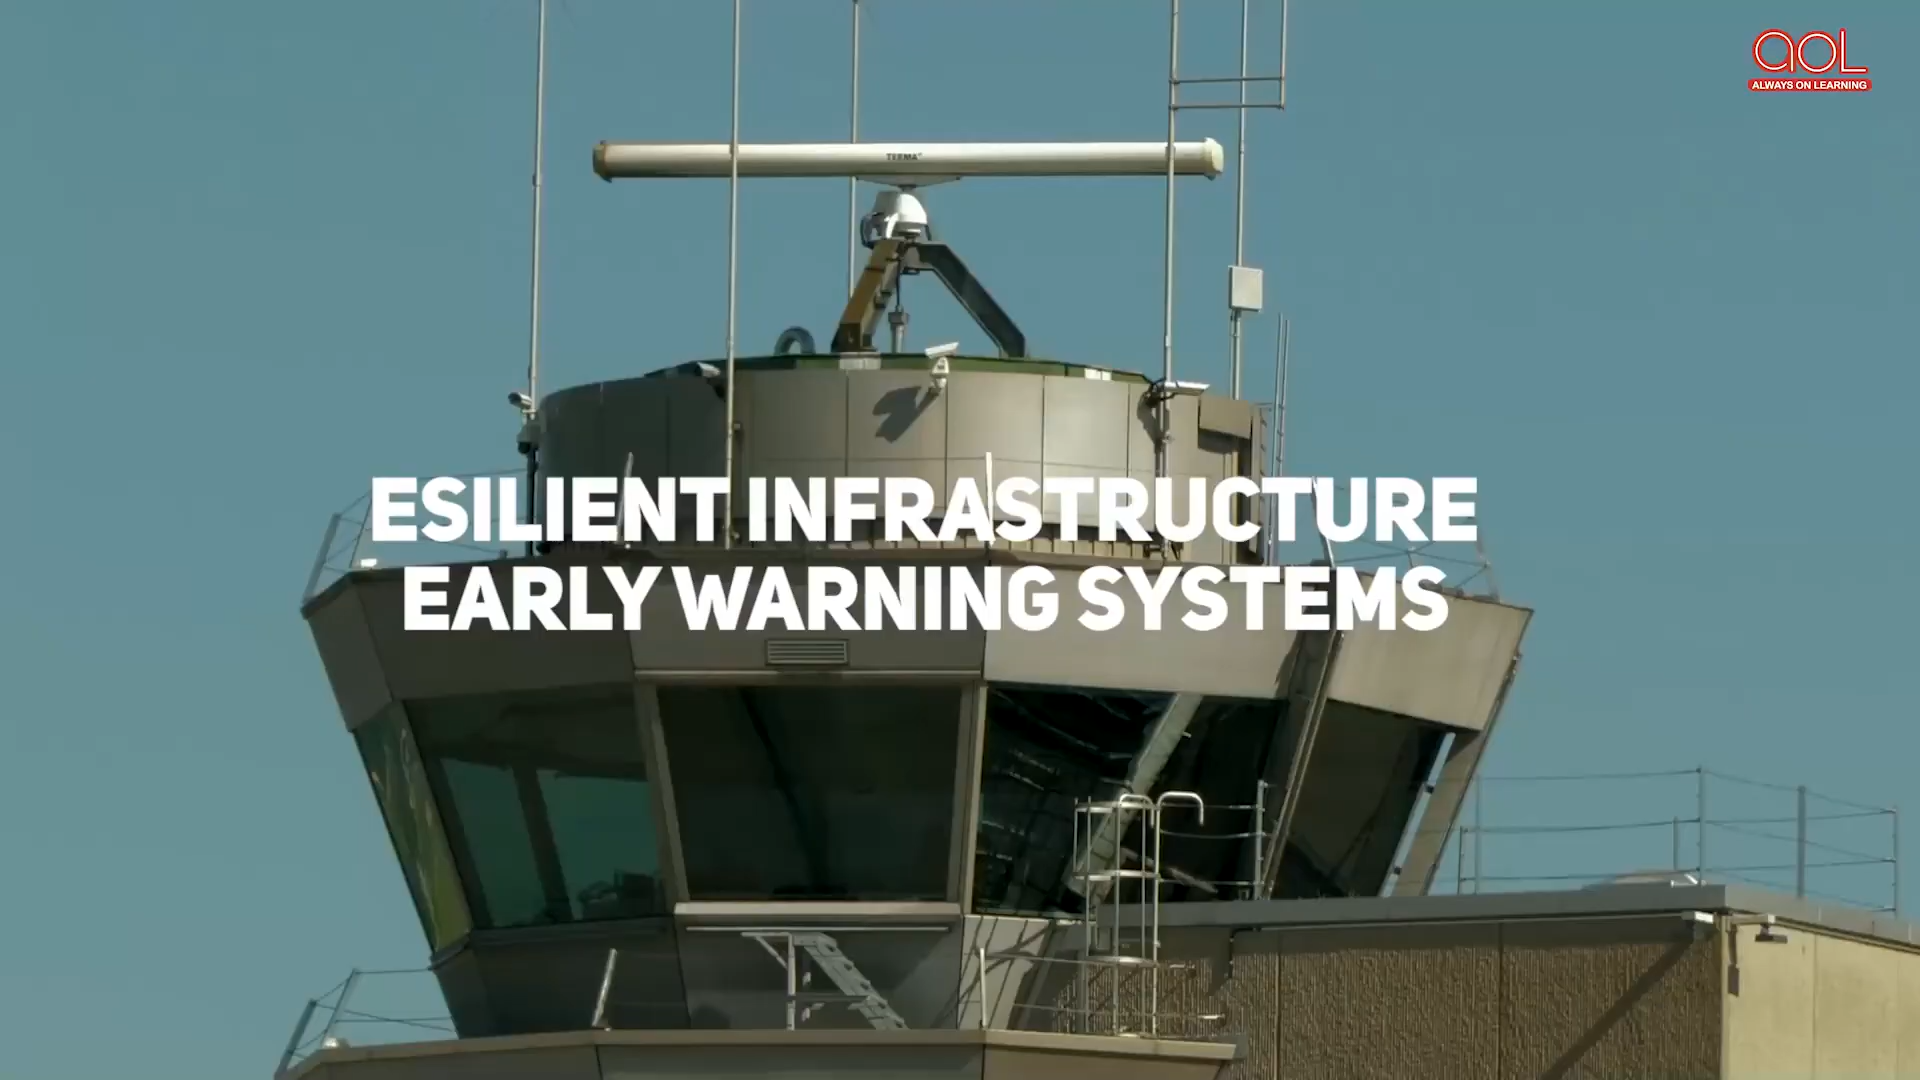 aOL
ALWAYS ON LEARNING
TERMA
ESILIENT INFRASTRUCTURE
EARLY WARNING SYSTEMS